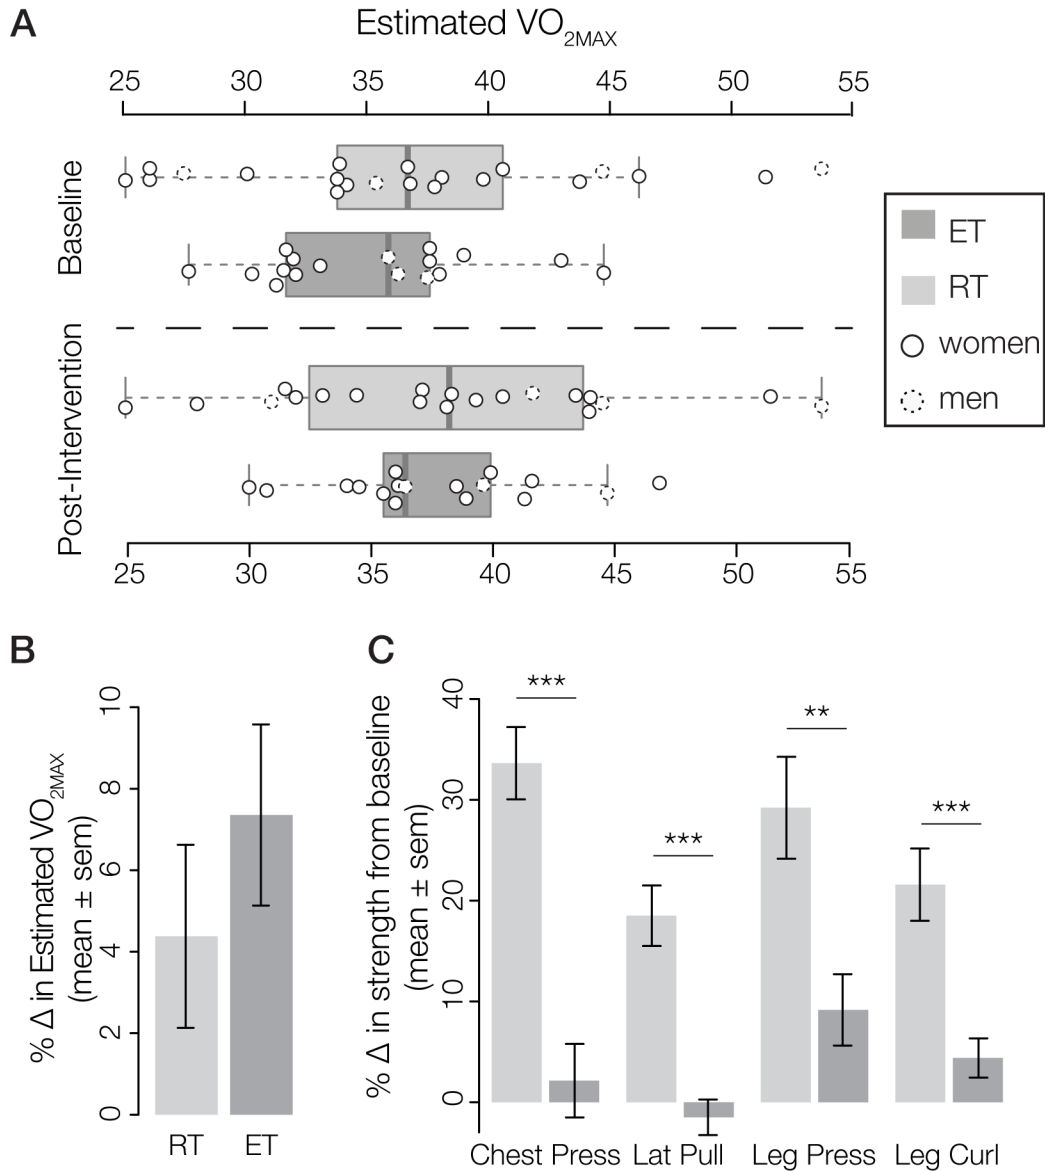 A
Estimated VO2MAX
25 30 35 40 45 50 55
Baseline
Post-Intervention
25 30 35 40 45 50 55
ET
RT
women
men
B
% Δ in Estimated VO2MAX
(mean ± sem)
10
8
6
4
2
0
RT ET
C
% Δ in strength from baseline
(mean ± sem)
40
30
20
10
0
***
***
**
***
Chest Press Lat Pull Leg Press Leg Curl